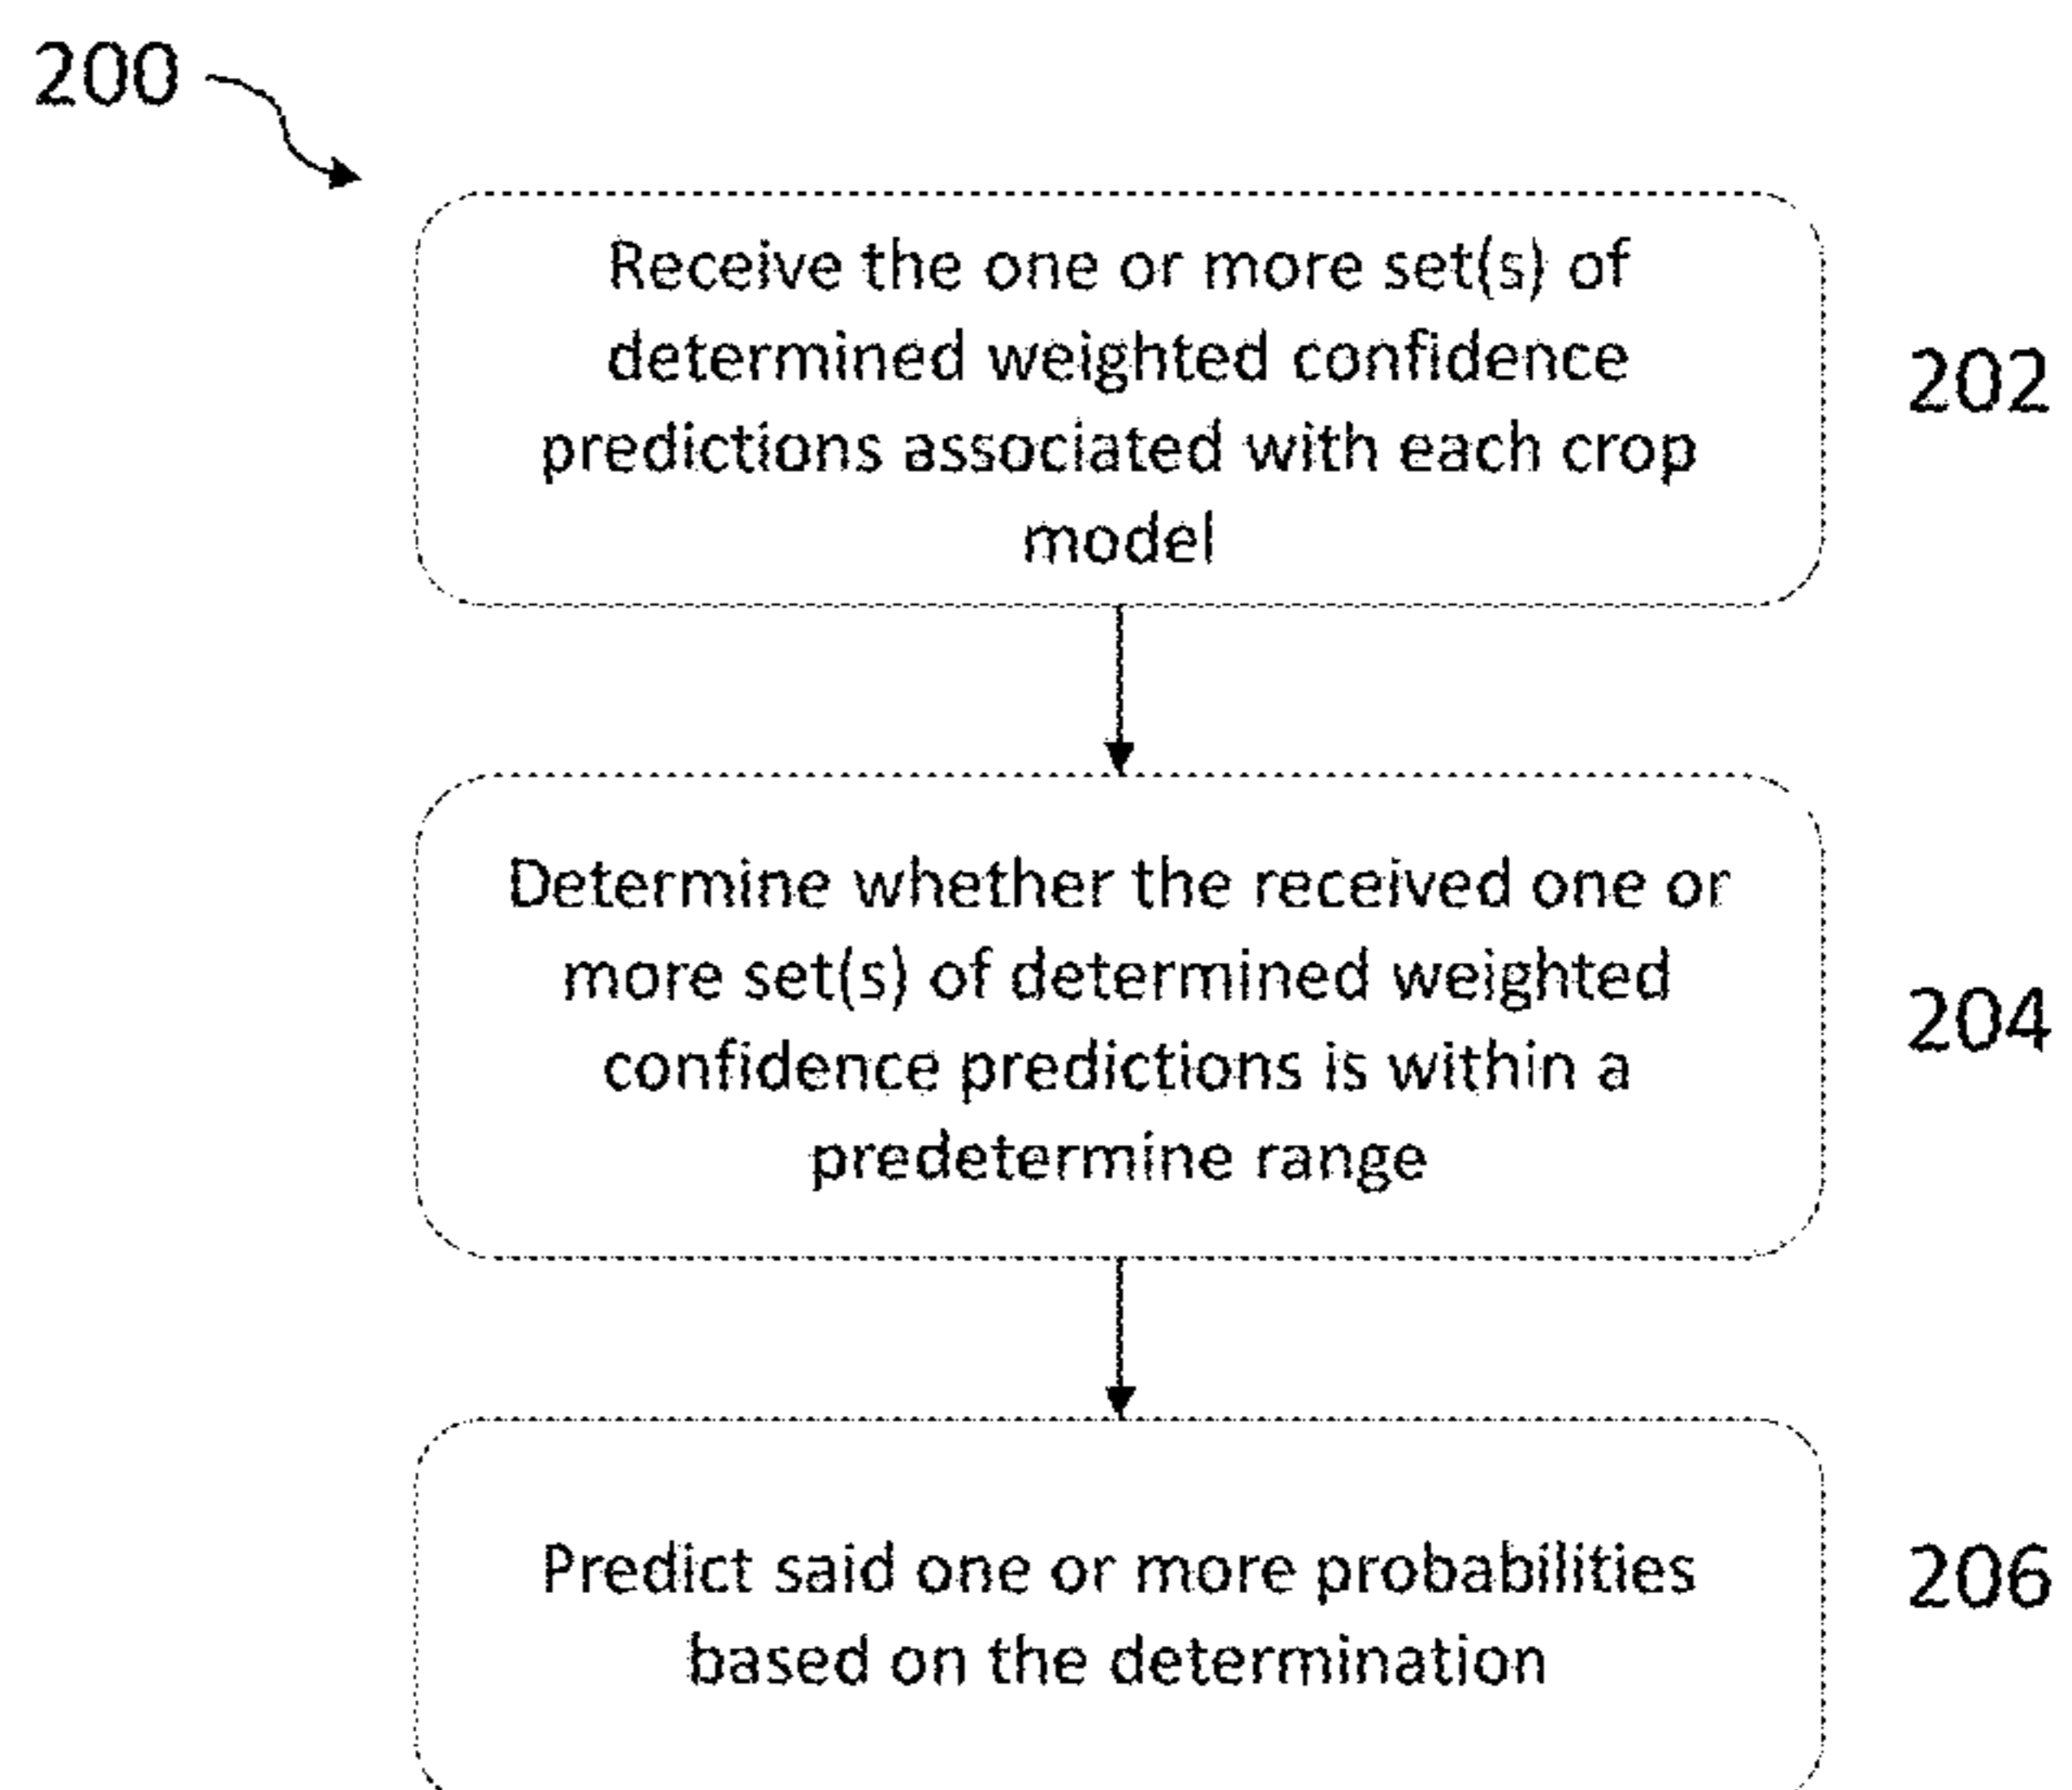 200
Receive the one or more set(s) of
determined weighted confidence
predictions associated with each crop
model
202
Determine whether the received one or
more set(s) of determined weighted
confidence predictions is within a
predetermine range
204
Predict said one or more probabilities
based on the determination
206